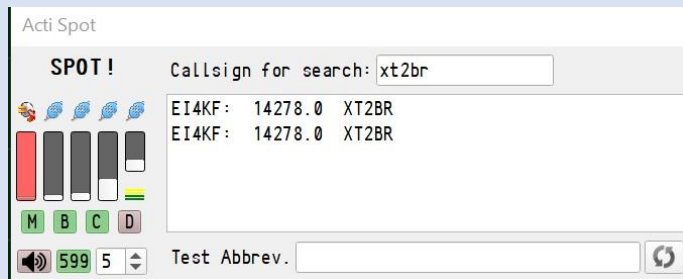 Acti Spot
SPOT!
Callsign for search: xt2br
EI4KF: 14278.0 XT2BR
EI4KF: 14278.0 XT2BR
M B C D
599 5
Test Abbrev.